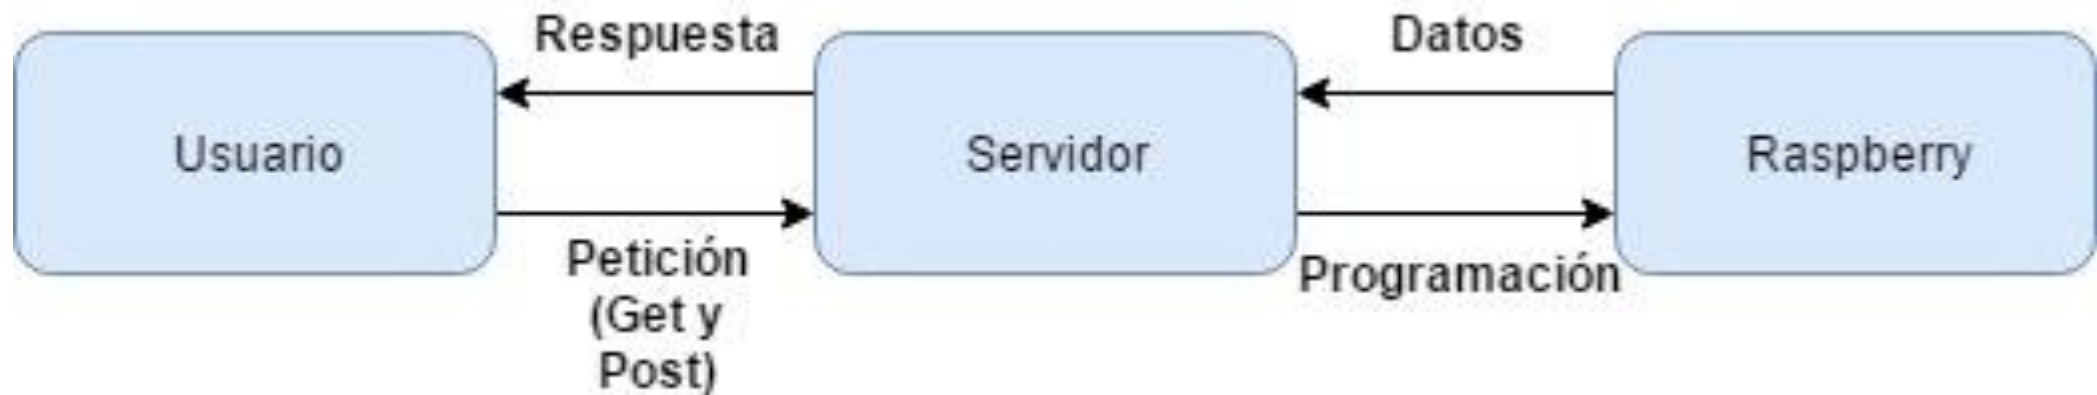 Respuesta
Datos
Usuario
Servidor
Raspberry
Petición
(Get y
Post)
Programación